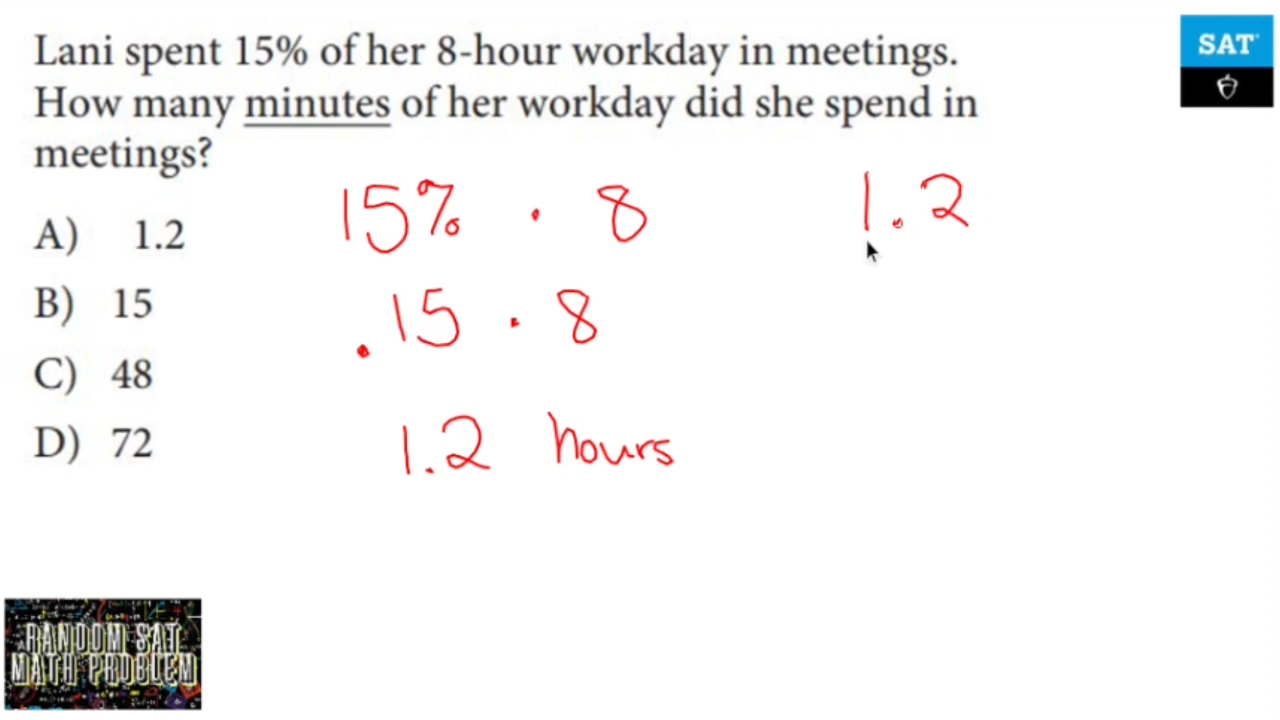 Lani spent 15% of her 8-hour workday in meetings.
How many minutes of her workday did she spend in
meetings?
A) 1.2
B) 15
C) 48
D) 72
15% · 8
.15 · 8
1.2 hours
1.2
SAT
RANDOM SAT
MATH PROBLEM